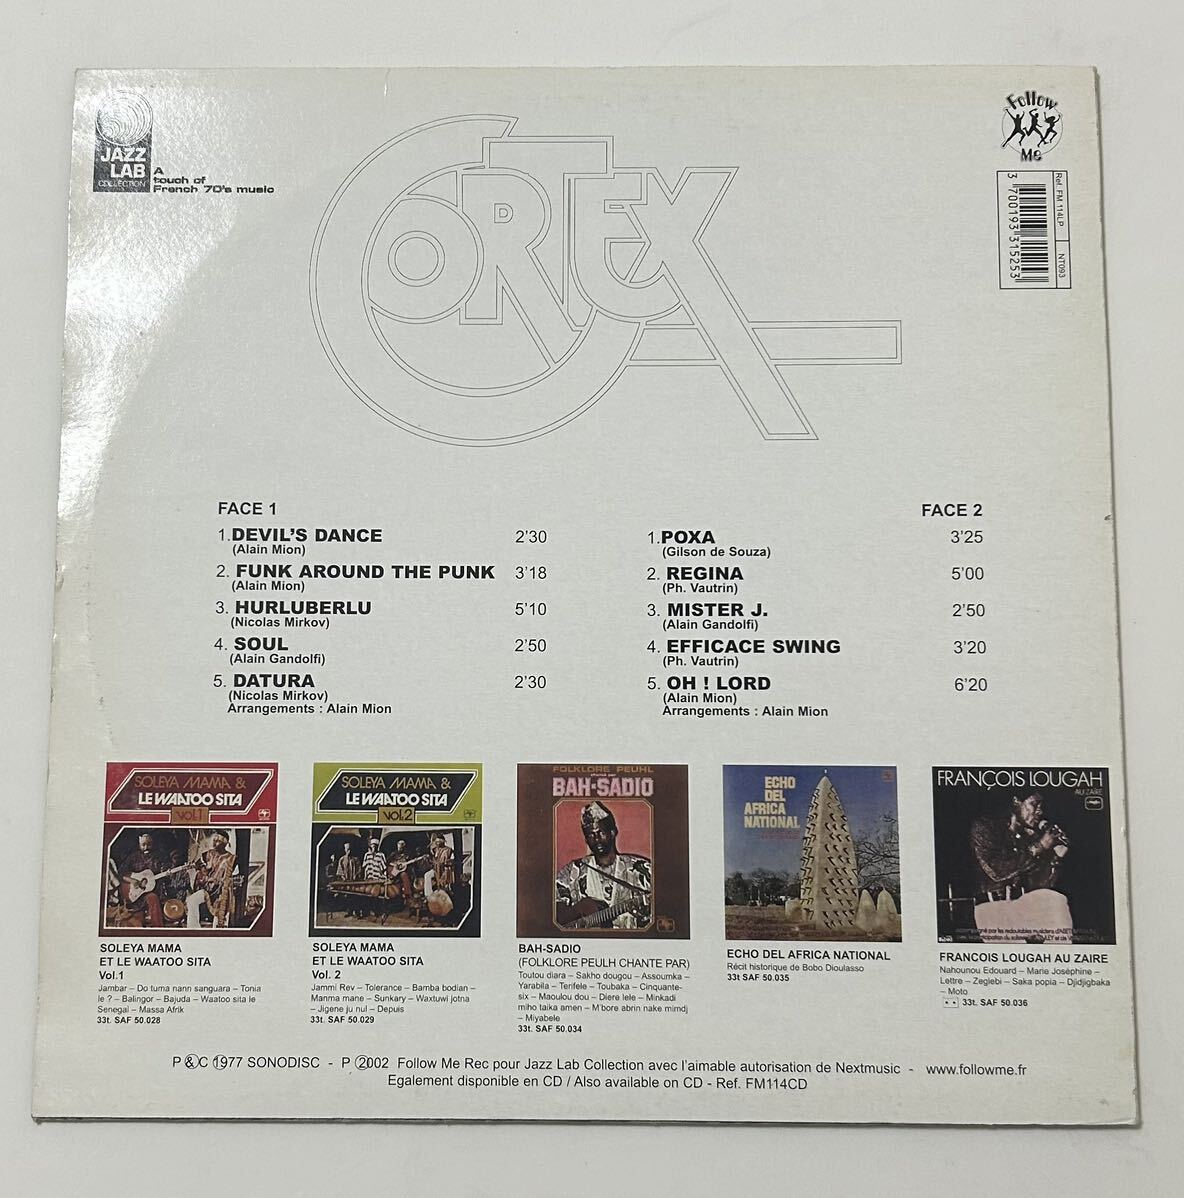 JAZZ
LAB
COLLECTION
A
touch of
French '70's music
CORTEX
Follow
Me
Ref. FM 114LP
NT093
3 700193 315253
FACE 1
1. DEVIL'S DANCE 2'30
(Alain Mion)
2. FUNK AROUND THE PUNK 3'18
(Alain Mion)
3. HURLUBERLU 5'10
(Nicolas Mirkov)
4. SOUL 2'50
(Alain Gandolfi)
5. DATURA 2'30
(Nicolas Mirkov)
Arrangements : Alain Mion
FACE 2
1. POXA 3'25
(Gilson de Souza)
2. REGINA 5'00
(Ph. Vautrin)
3. MISTER J. 2'50
(Alain Gandolfi)
4. EFFICACE SWING 3'20
(Ph. Vautrin)
5. OH ! LORD 6'20
(Alain Mion)
Arrangements : Alain Mion
SOLEYA MAMA &
LE WAATOO SITA
vol.1
SOLEYA MAMA
ET LE WAATOO SITA
Vol.1
Jambar – Do tuma nann sanguara – Tonia
le ? – Balingor – Bajuda – Waatoo sita le
Senegal – Massa Afrik
33t. SAF 50.028
SOLEYA MAMA &
LE WAATOO SITA
vol.2
SOLEYA MAMA
ET LE WAATOO SITA
Vol. 2
Jammi Rev – Tolerance – Bamba bodian –
Manma mane – Sunkary – Waxtuwi jotna
– Jigene ju nul – Depuis
33t. SAF 50.029
FOLKLORE PEUHL
chanté par
BAH-SADIO
BAH-SADIO
(FOLKLORE PEULH CHANTE PAR)
Toutou diara – Sakho dougou – Assoumka –
Yarabila – Terifele – Toubaka – Cinquante-
six – Maoulou dou – Diere lele – Minkadi
miho taika amen – M'bore abrin nake mimdj
– Miyabele
33t. SAF 50.034
ECHO
DEL
AFRICA
NATIONAL
ECHO DEL AFRICA NATIONAL
Récit historique de Bobo Dioulasso
33t SAF 50.035
FRANÇOIS LOUGAH
AU ZAIRE
FRANCOIS LOUGAH AU ZAIRE
Nahounou Edouard – Marie Joséphine –
Lettre – Zeglebi – Saka popia – Djidjigbaka
– Moto
33t. SAF 50.036
P & C 1977 SONODISC - P 2002 Follow Me Rec pour Jazz Lab Collection avec l'aimable autorisation de Nextmusic - www.followme.fr
Egalement disponible en CD / Also available on CD - Ref. FM114CD